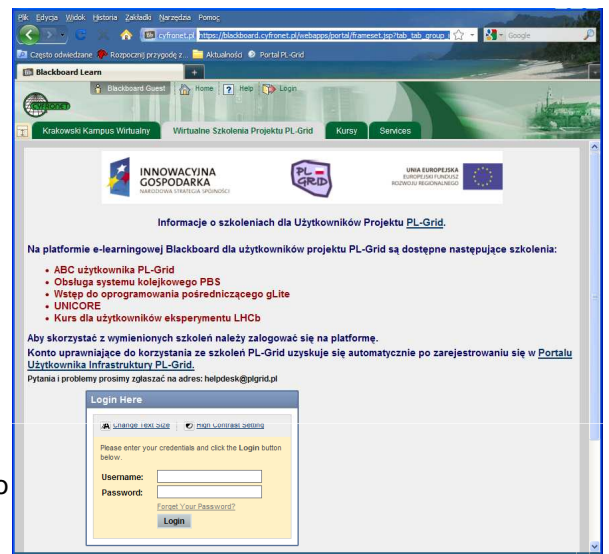 Plik Edycja Widok Historia Zakładki Narzędzia Pomoc
cyfronet.pl https://blackboard.cyfronet.pl/webapps/portal/frameset.jsp?tab_tab_group_ Google
Często odwiedzane Rozpocznij przygodę z... Aktualności Portal PL-Grid
Blackboard Learn +
Blackboard Guest Home ? Help Login
CYFRONET
Krakowski Kampus Wirtualny Wirtualne Szkolenia Projektu PL-Grid Kursy Services
INNOWACYJNA GOSPODARKA
NARODOWA STRATEGIA SPÓJNOŚCI
PL GRID
UNIA EUROPEJSKA
EUROPEJSKI FUNDUSZ
ROZWOJU REGIONALNEGO
Informacje o szkoleniach dla Użytkowników Projektu PL-Grid.
Na platformie e-learningowej Blackboard dla użytkowników projektu PL-Grid są dostępne następujące szkolenia:
• ABC użytkownika PL-Grid
• Obsługa systemu kolejkowego PBS
• Wstęp do oprogramowania pośredniczącego gLite
• UNICORE
• Kurs dla użytkowników eksperymentu LHCb
Aby skorzystać z wymienionych szkoleń należy zalogować się na platformę.
Konto uprawniające do korzystania ze szkoleń PL-Grid uzyskuje się automatycznie po zarejestrowaniu się w Portalu
Użytkownika Infrastruktury PL-Grid.
Pytania i problemy prosimy zgłaszać na adres: helpdesk@plgrid.pl
Login Here
Change Text Size High Contrast Setting
Please enter your credentials and click the Login button
below.
Username:
Password:
Forget Your Password?
Login